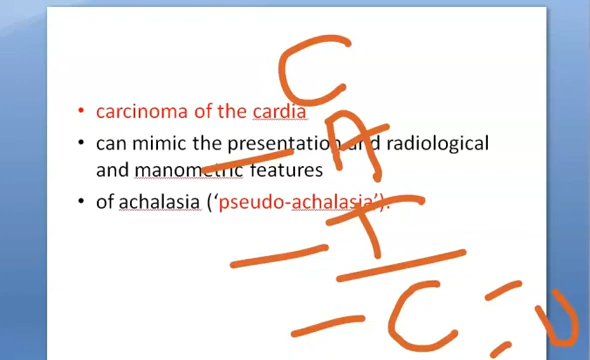 C
• carcinoma of the cardia
• can mimic the presentation and radiological
and manometric features
• of achalasia ('pseudo-achalasia').
- A
- T
- C =